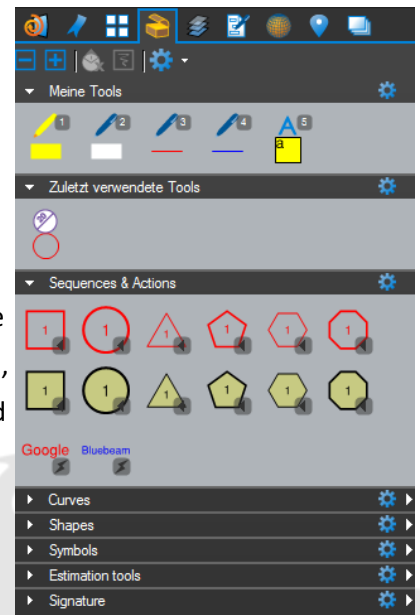 Meine Tools
1 2 3 4 5
A
a
Zuletzt verwendete Tools
Sequences & Actions
e
1 1 1 1 1 1
,
1 1 1 1 1 1
d
Google Bluebeam
Curves
Shapes
Symbols
Estimation tools
Signature